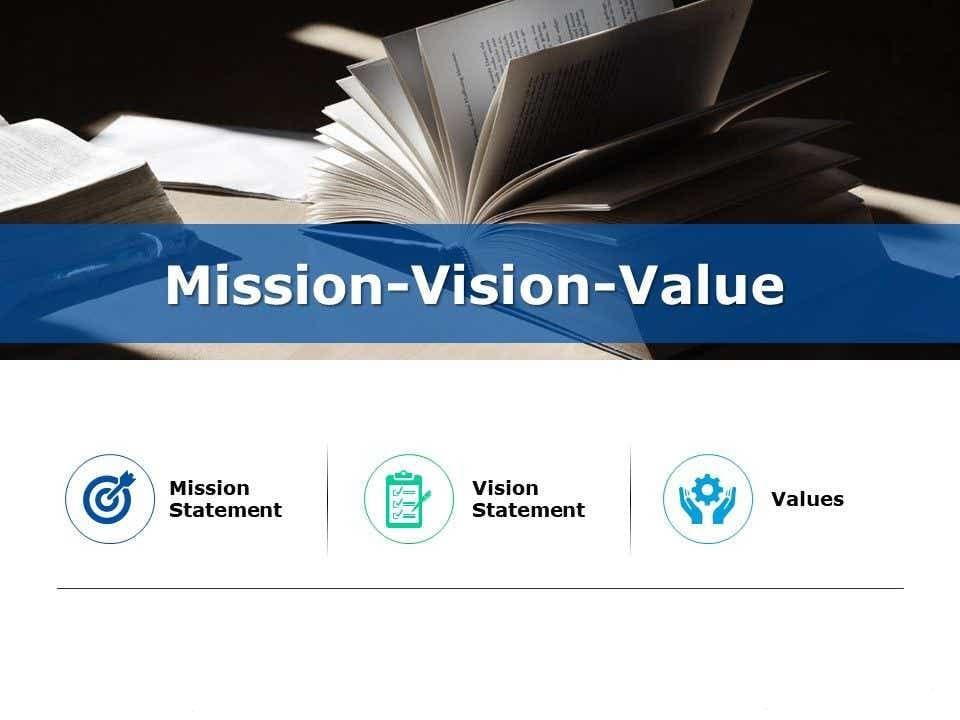 Mission-Vision-Value
Mission
Statement
Vision
Statement
Values